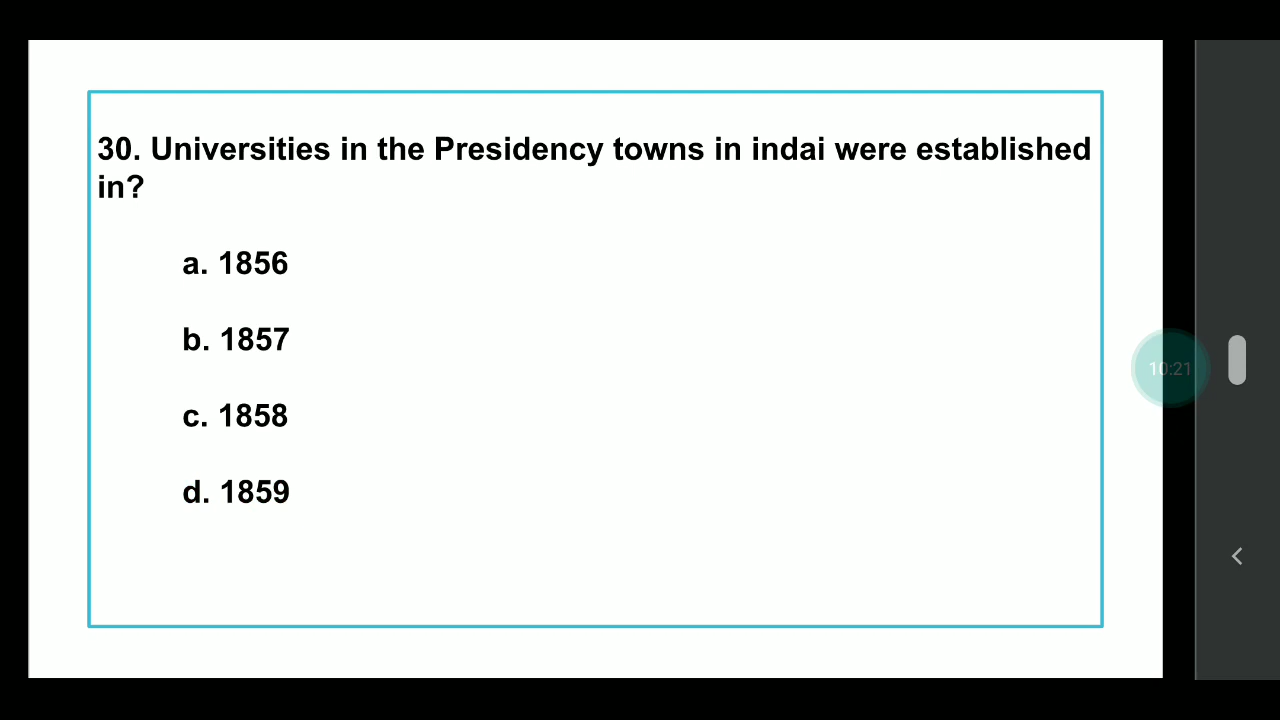 30. Universities in the Presidency towns in indai were established
in?
a. 1856
b. 1857
c. 1858
d. 1859
10:21